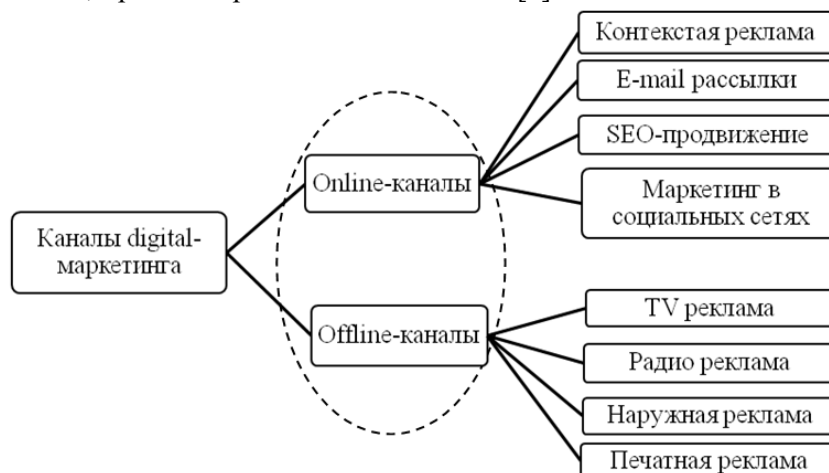 Контекстая реклама
E-mail рассылки
SEO-продвижение
Online-каналы
Маркетинг в
социальных сетях
Каналы digital-
маркетинга
TV реклама
Offline-каналы
Радио реклама
Наружная реклама
Печатная реклама